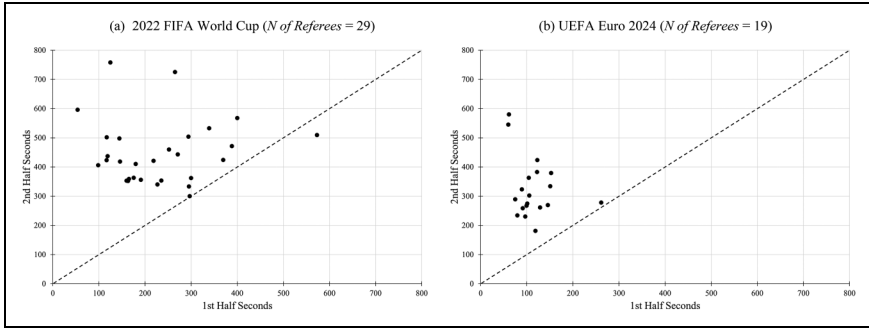 (a) 2022 FIFA World Cup (N of Referees = 29)
800
700
600
500
400
300
200
100
0
2nd Half Seconds
0 100 200 300 400 500 600 700 800
1st Half Seconds
(b) UEFA Euro 2024 (N of Referees = 19)
800
700
600
500
400
300
200
100
0
2nd Half Seconds
0 100 200 300 400 500 600 700 800
1st Half Seconds